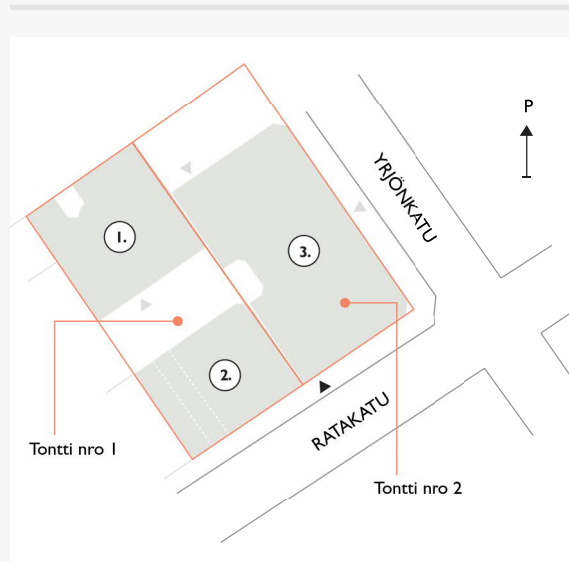 P
YRJÖNKATU
1.
3.
2.
RATAKATU
Tontti nro 1
Tontti nro 2